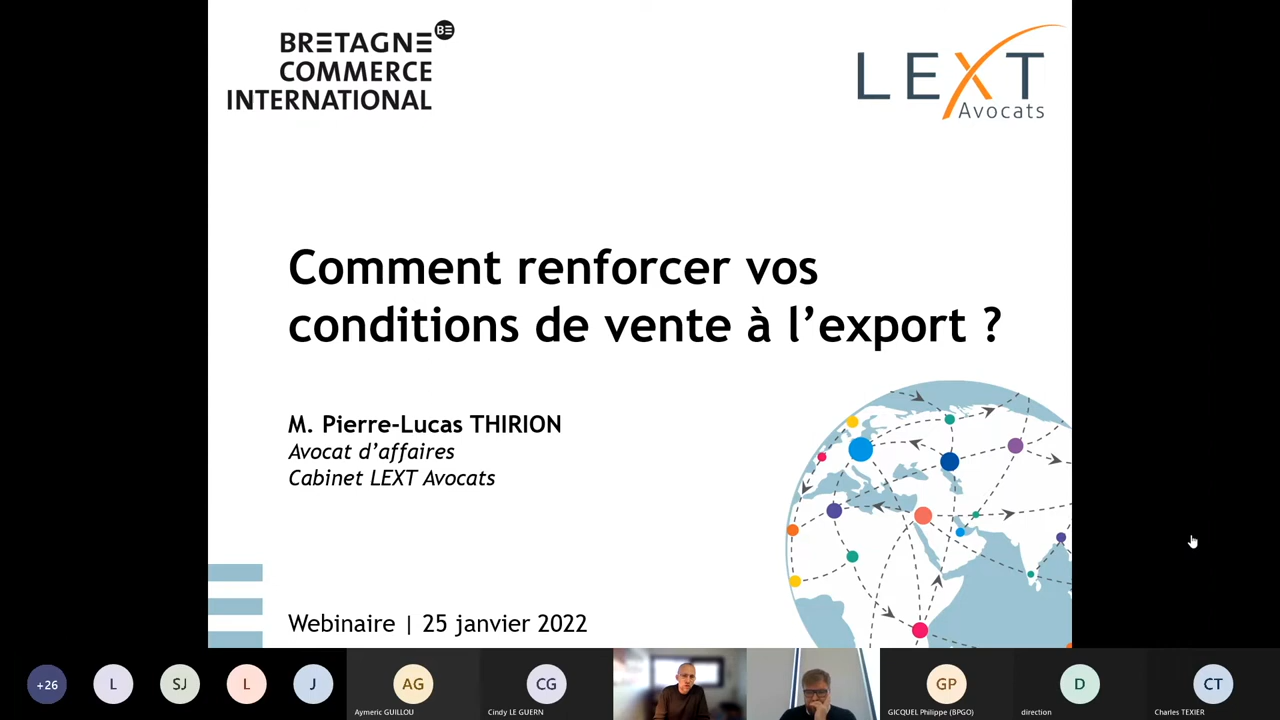 BRETAGNE BE
COMMERCE
INTERNATIONAL
LEXT
Avocats
Comment renforcer vos
conditions de vente à l’export ?
M. Pierre-Lucas THIRION
Avocat d’affaires
Cabinet LEXT Avocats
Webinaire | 25 janvier 2022
+26
L
SJ
L
J
AG
CG
GP
D
CT
Aymeric GUILLOU
Cindy LE GUERN
GICQUEL Philippe (BPGO)
direction
Charles TEXIER